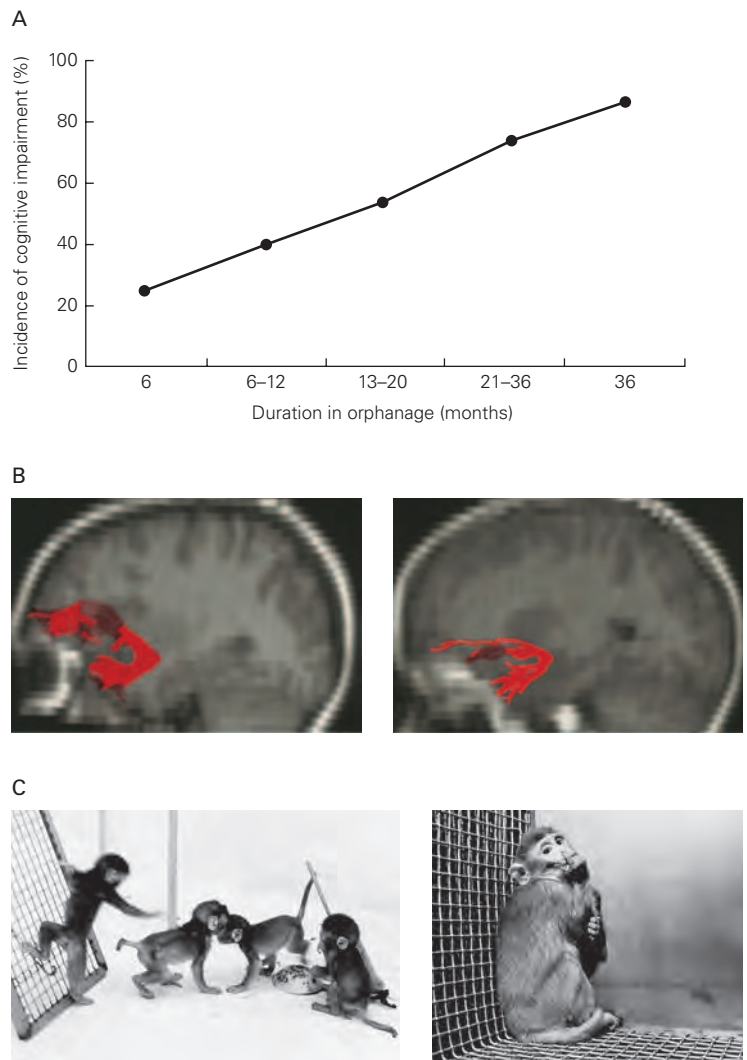 A
Incidence of cognitive impairment (%)
100
80
60
40
20
0
6 6–12 13–20 21–36 36
Duration in orphanage (months)
B
C